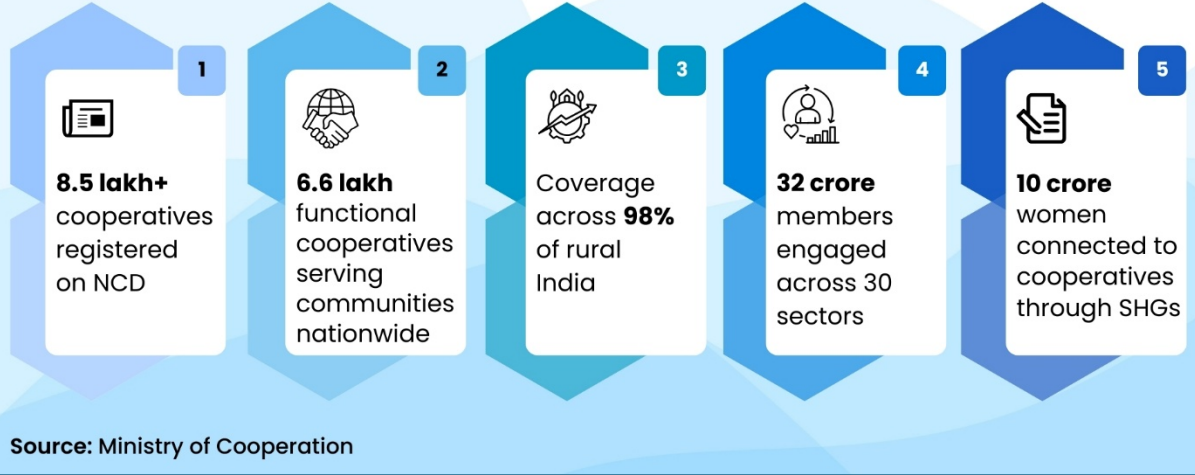 1
8.5 lakh+
cooperatives
registered
on NCD
2
6.6 lakh
functional
cooperatives
serving
communities
nationwide
3
Coverage
across 98%
of rural
India
4
32 crore
members
engaged
across 30
sectors
5
10 crore
women
connected to
cooperatives
through SHGs
Source: Ministry of Cooperation